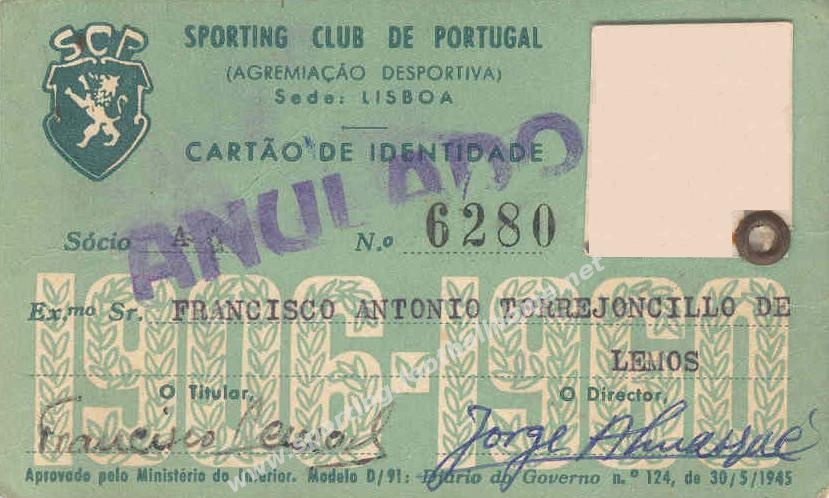 SCP
SPORTING CLUB DE PORTUGAL
(AGREMIAÇÃO DESPORTIVA)
Sede: LISBOA
CARTÃO DE IDENTIDADE
ANULADO
Sócio A N.º 6280
Ex.mo Sr. FRANCISCO ANTONIO TORREJONCILLO DE
LEMOS
1906-1960
O Titular, O Director,
Francisco Lemos Jorge
Aprovado pelo Ministério do Interior. Modelo D/91: Diário do Governo n.º 124, de 30/5/1945